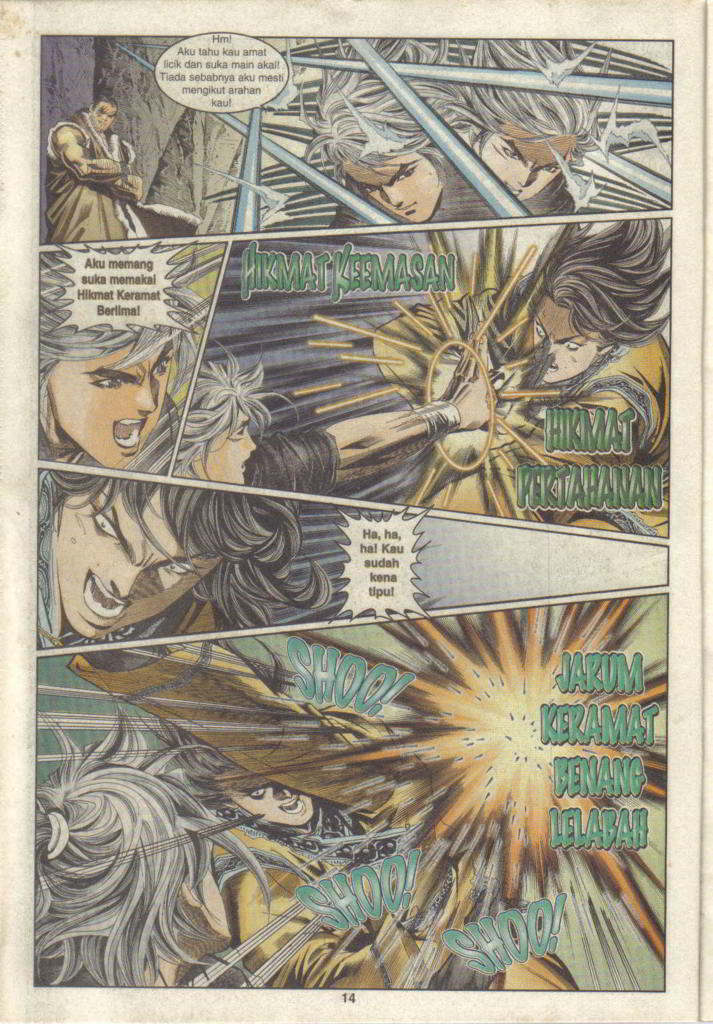 Hm!
Aku tahu kau amat
licik dan suka main akal!
Tiada sebabnya aku mesti
mengikut arahan
kau!
Aku memang
suka memakai
Hikmat Keramat
Berlima!
HIKMAT KEEMASAN
HIKMAT
PERTAHANAN
Ha, ha,
ha! Kau
sudah
kena
tipu!
SHOO!
JARUM
KERAMAT
BENANG
LELABAH
SHOO!
SHOO!
14